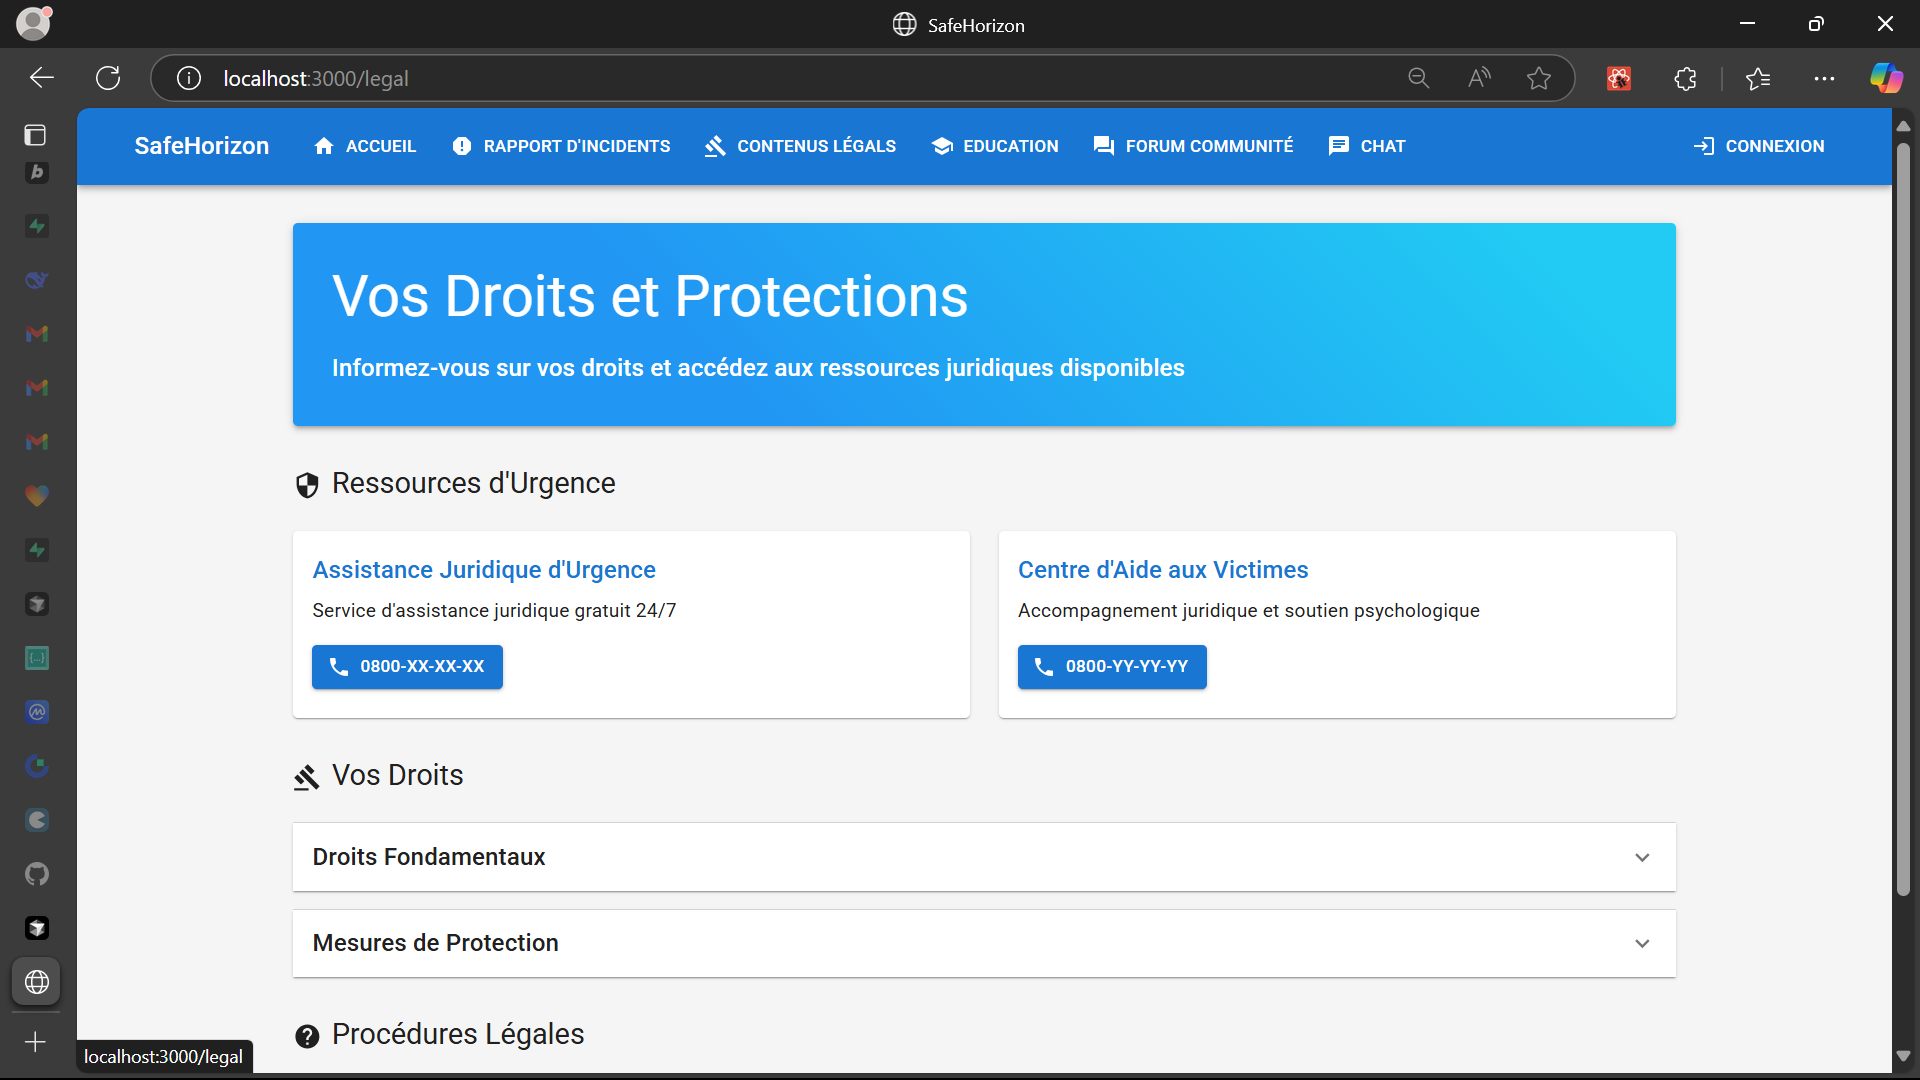 SafeHorizon
localhost:3000/legal
SafeHorizon ACCUEIL RAPPORT D'INCIDENTS CONTENUS LÉGALS EDUCATION FORUM COMMUNITÉ CHAT CONNEXION
Vos Droits et Protections
Informez-vous sur vos droits et accédez aux ressources juridiques disponibles
Ressources d'Urgence
Assistance Juridique d'Urgence
Service d'assistance juridique gratuit 24/7
0800-XX-XX-XX
Centre d'Aide aux Victimes
Accompagnement juridique et soutien psychologique
0800-YY-YY-YY
Vos Droits
Droits Fondamentaux
Mesures de Protection
Procédures Légales
localhost:3000/legal